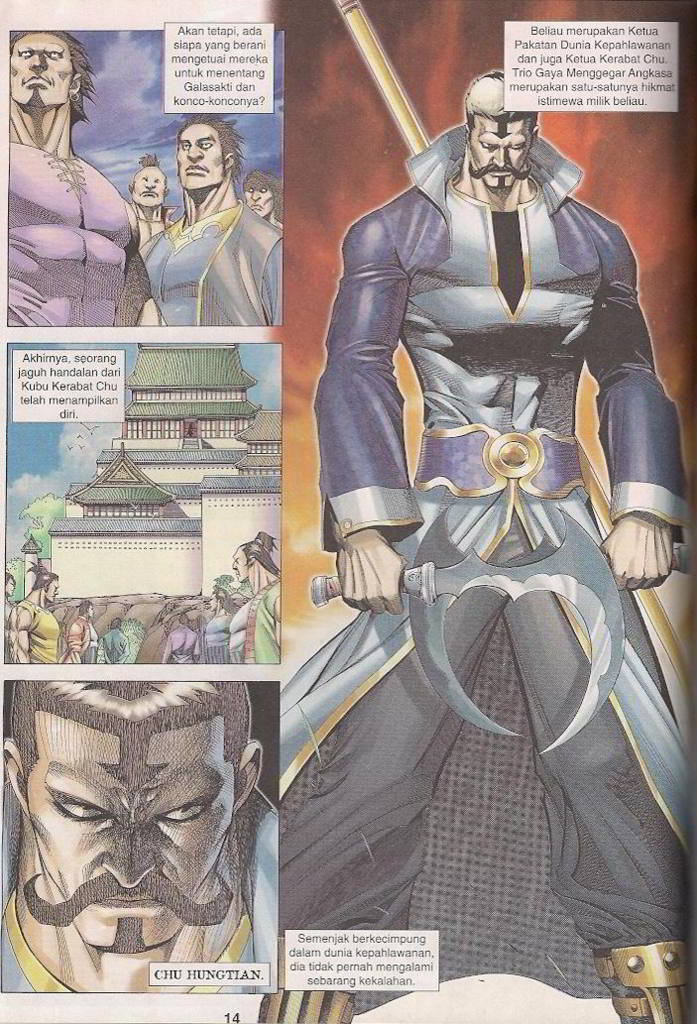 Akan tetapi, ada
siapa yang berani
mengetuai mereka
untuk menentang
Galasakti dan
konco-konconya?
Akhirnya, seorang
jaguh handalan dari
Kubu Kerabat Chu
telah menampilkan
diri.
CHU HUNGTIAN.
Beliau merupakan Ketua
Pakatan Dunia Kepahlawanan
dan juga Ketua Kerabat Chu.
Trio Gaya Menggegar Angkasa
merupakan satu-satunya hikmat
istimewa milik beliau.
Semenjak berkecimpung
dalam dunia kepahlawanan,
dia tidak pernah mengalami
sebarang kekalahan.
14